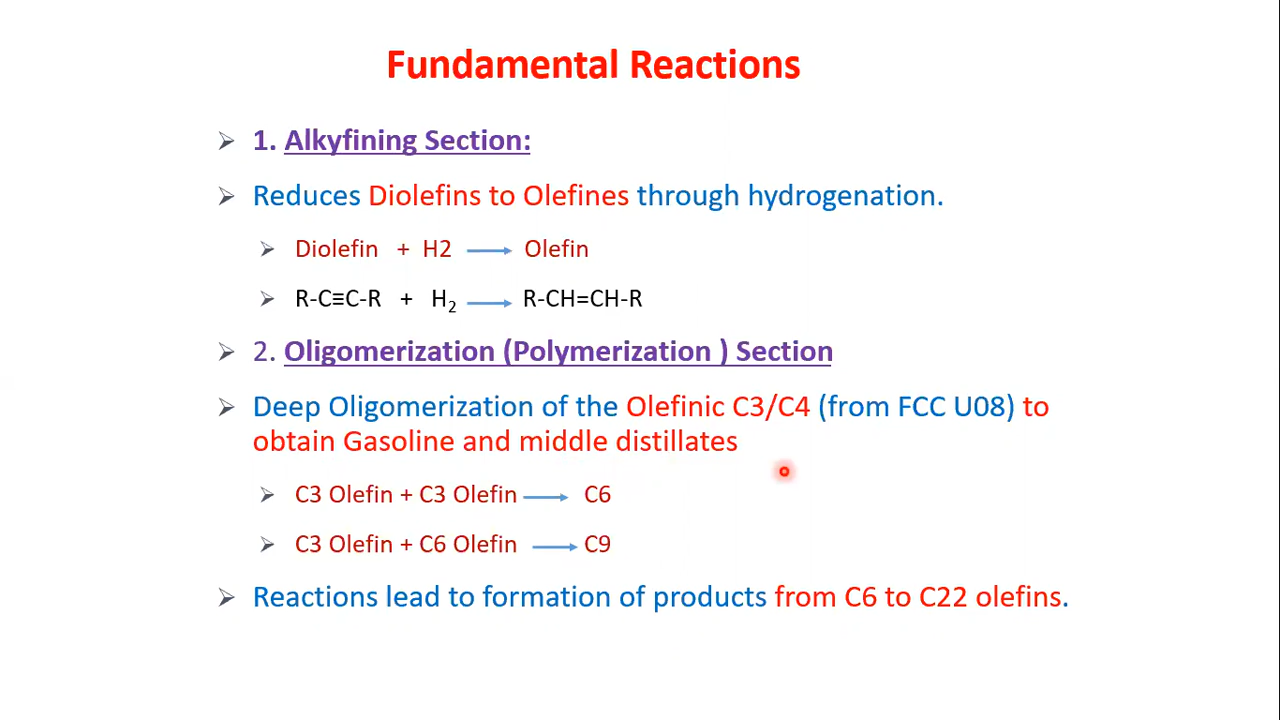 Fundamental Reactions
1. Alkyfining Section:
Reduces Diolefins to Olefines through hydrogenation.
Diolefin + H2 → Olefin
R-C≡C-R + H₂ → R-CH=CH-R
2. Oligomerization (Polymerization ) Section
Deep Oligomerization of the Olefinic C3/C4 (from FCC U08) to
obtain Gasoline and middle distillates
C3 Olefin + C3 Olefin → C6
C3 Olefin + C6 Olefin → C9
Reactions lead to formation of products from C6 to C22 olefins.